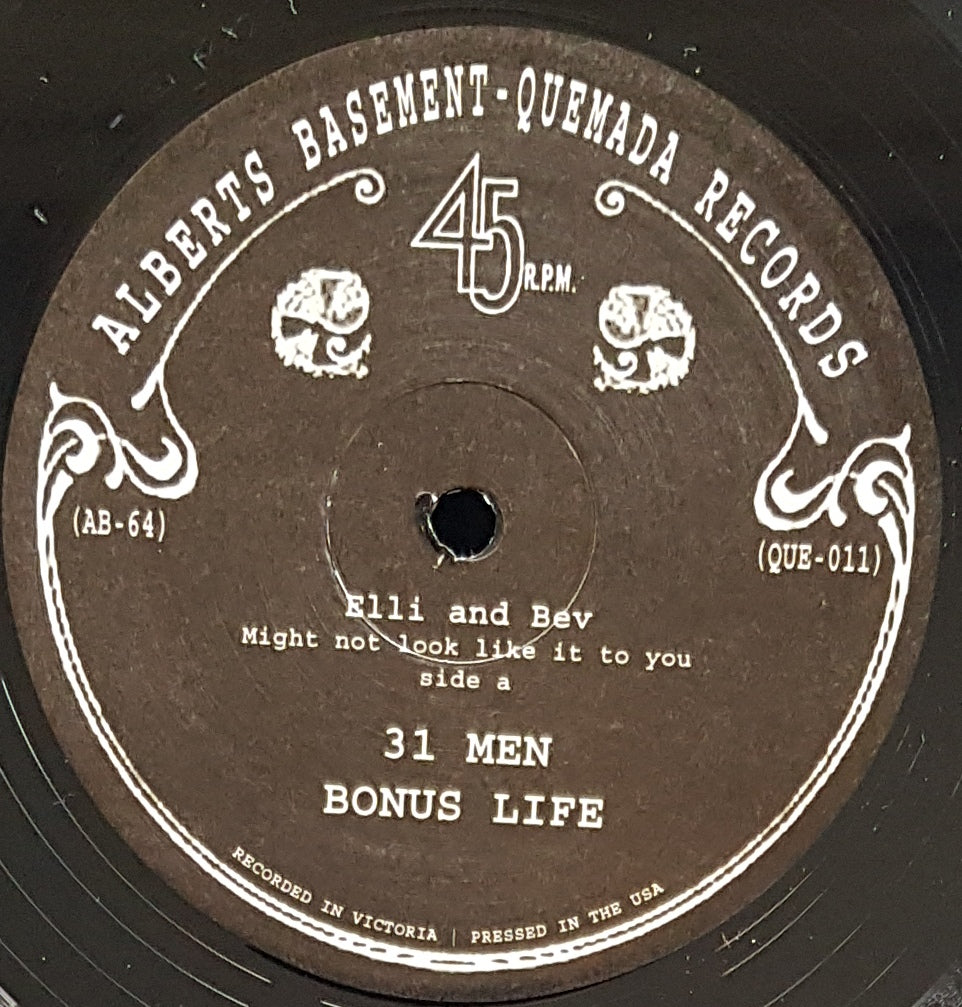 ALBERTS BASEMENT-QUEMADA RECORDS
45 R.P.M.
(AB-64)
(QUE-011)
Elli and Bev
Might not look like it to you
side a
31 MEN
BONUS LIFE
RECORDED IN VICTORIA | PRESSED IN THE USA